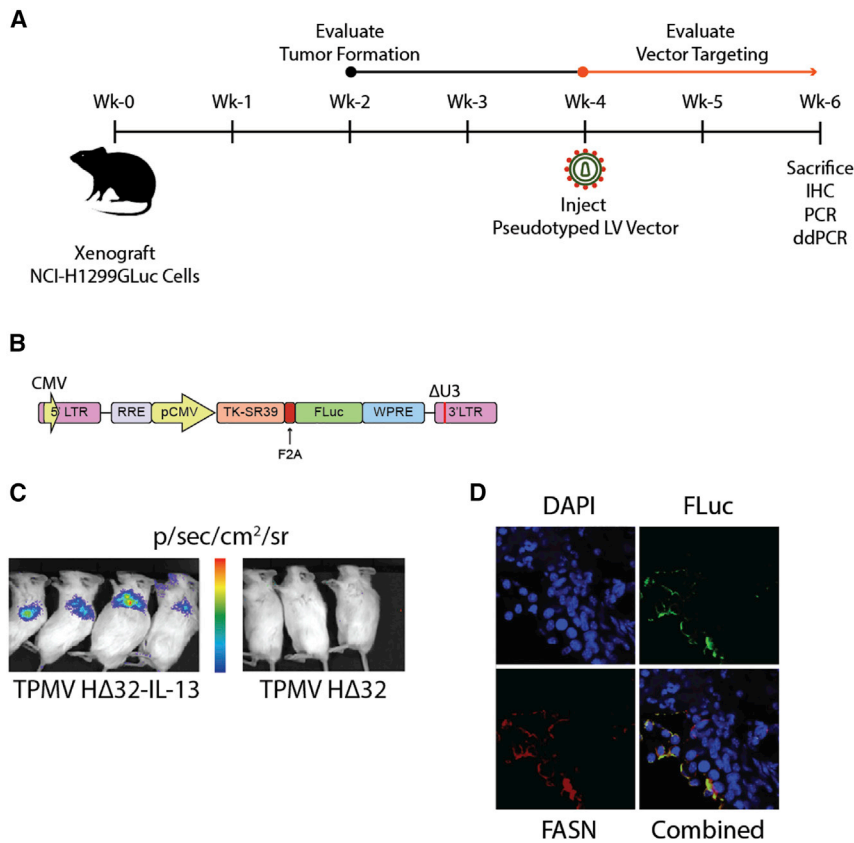 A
Evaluate
Tumor Formation
Evaluate
Vector Targeting
Wk-0 Wk-1 Wk-2 Wk-3 Wk-4 Wk-5 Wk-6
Xenograft
NCI-H1299GLuc Cells
Inject
Pseudotyped LV Vector
Sacrifice
IHC
PCR
ddPCR
B
CMV
ΔU3
5' LTR RRE pCMV TK-SR39 FLuc WPRE 3'LTR
F2A
C
p/sec/cm²/sr
TPMV HΔ32-IL-13 TPMV HΔ32
D
DAPI FLuc
FASN Combined